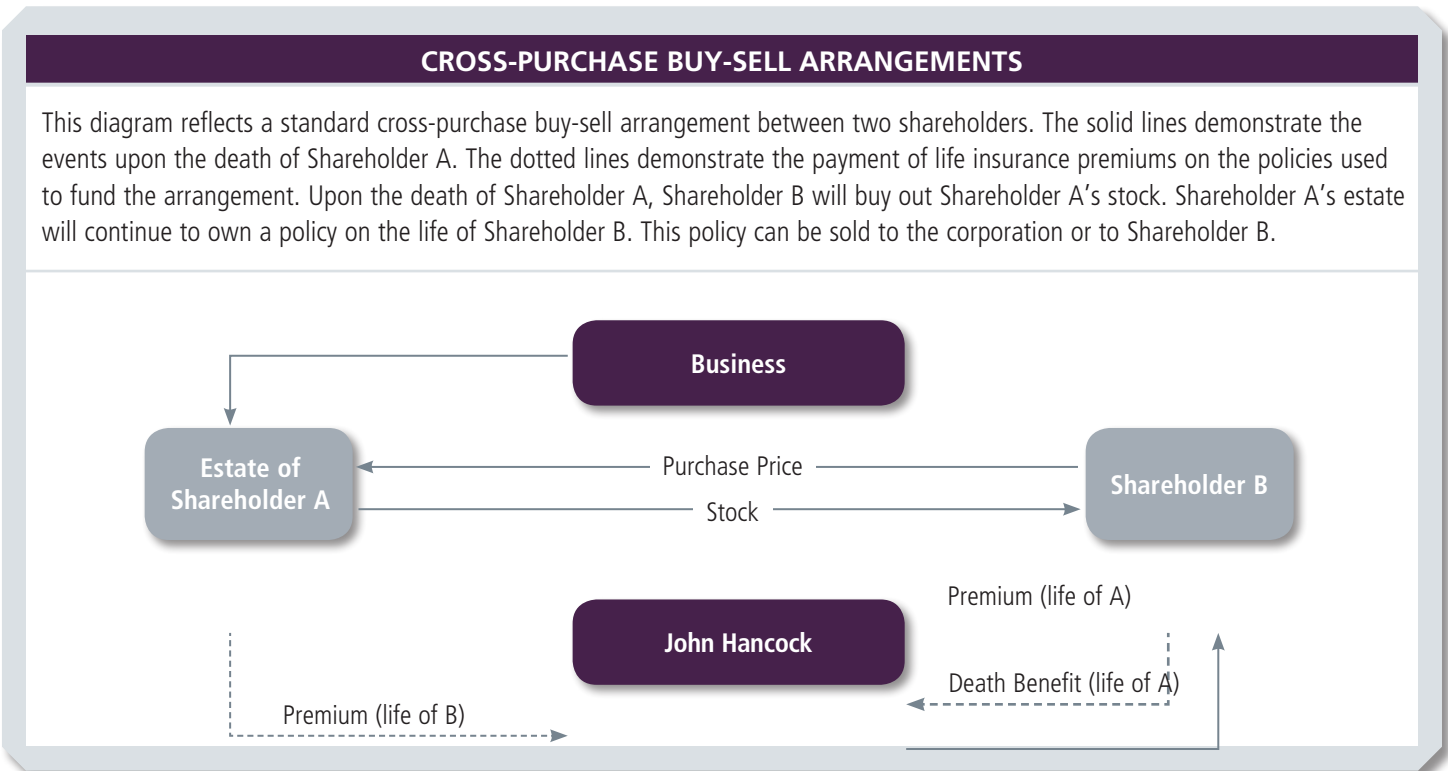 CROSS-PURCHASE BUY-SELL ARRANGEMENTS
This diagram reflects a standard cross-purchase buy-sell arrangement between two shareholders. The solid lines demonstrate the
events upon the death of Shareholder A. The dotted lines demonstrate the payment of life insurance premiums on the policies used
to fund the arrangement. Upon the death of Shareholder A, Shareholder B will buy out Shareholder A’s stock. Shareholder A’s estate
will continue to own a policy on the life of Shareholder B. This policy can be sold to the corporation or to Shareholder B.
Business
Estate of
Shareholder A
Purchase Price
Stock
Shareholder B
Premium (life of A)
John Hancock
Death Benefit (life of A)
Premium (life of B)